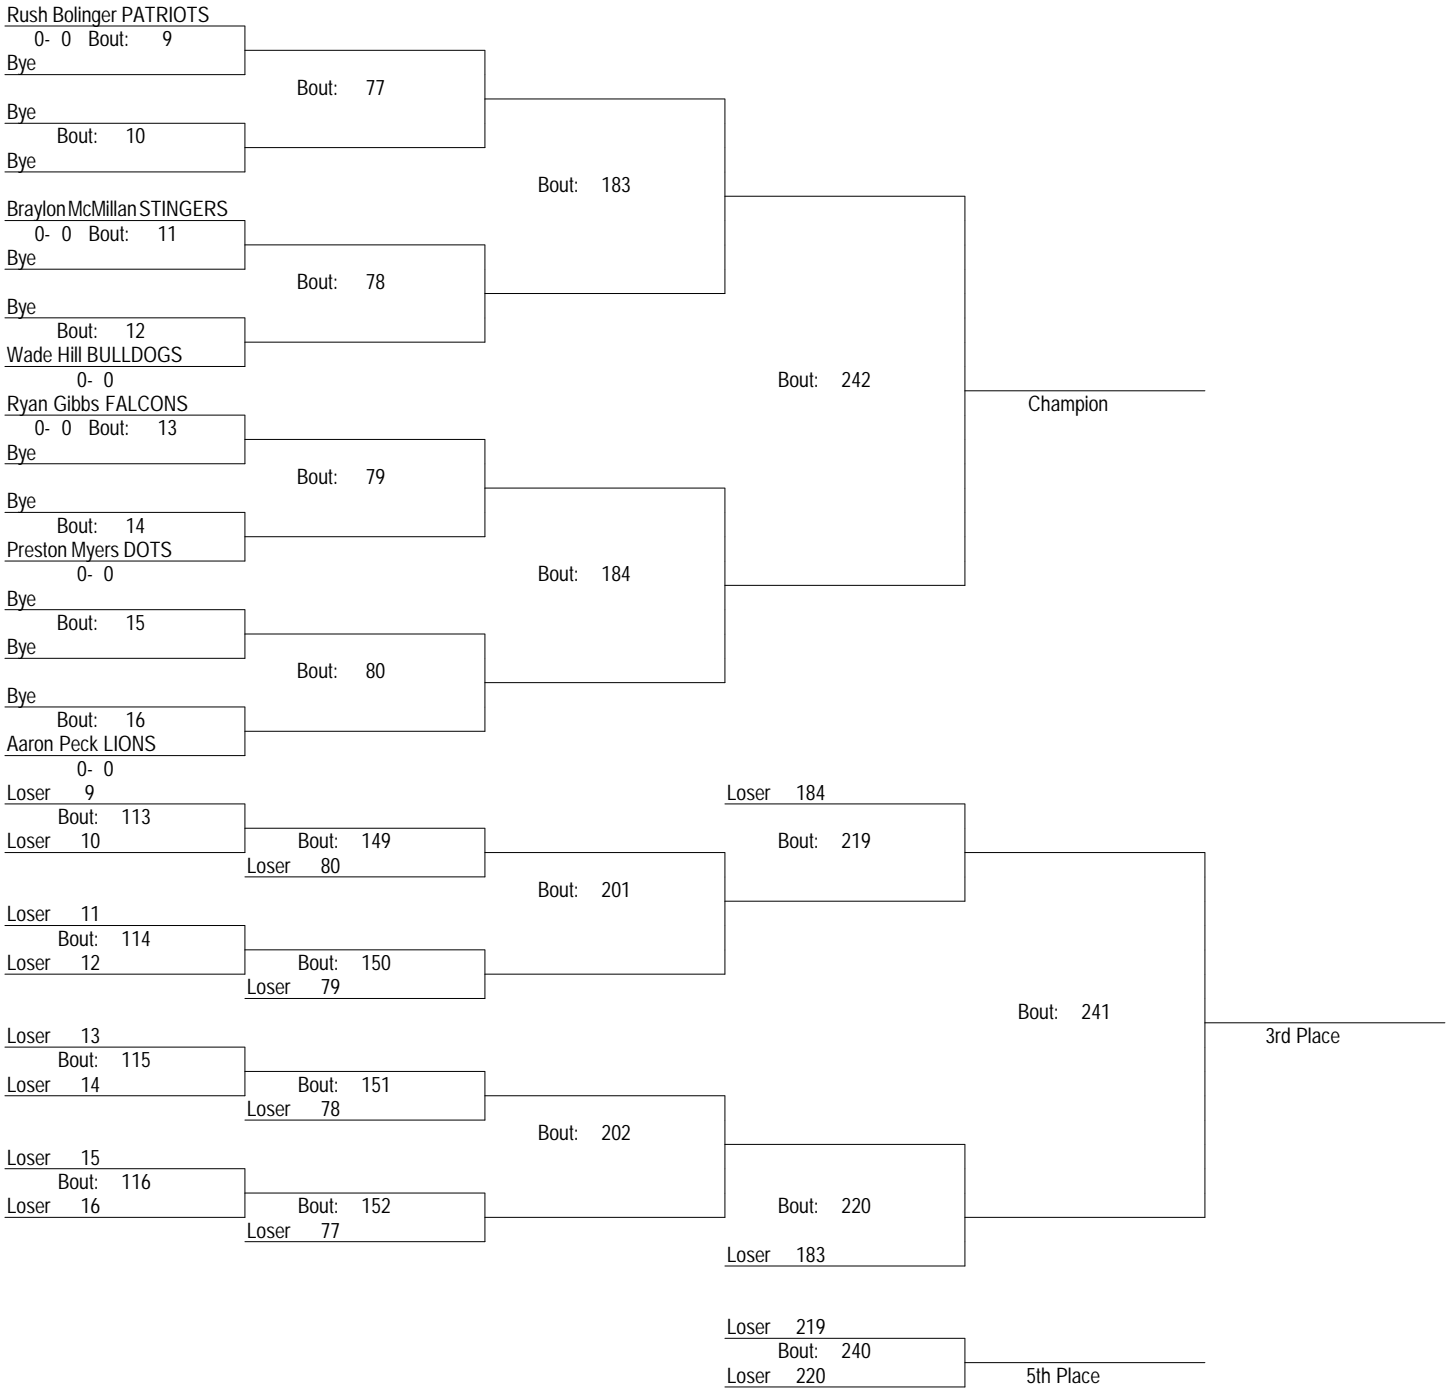 Rush Bolinger PATRIOTS
0- 0 Bout: 9
Bye
Bout: 77
Bye
Bout: 10
Bye
Bout: 183
Braylon McMillan STINGERS
0- 0 Bout: 11
Bye
Bout: 78
Bye
Bout: 12
Wade Hill BULLDOGS
0- 0
Bout: 242
Ryan Gibbs FALCONS
Champion
0- 0 Bout: 13
Bye
Bout: 79
Bye
Bout: 14
Preston Myers DOTS
0- 0
Bout: 184
Bye
Bout: 15
Bye
Bout: 80
Bye
Bout: 16
Aaron Peck LIONS
0- 0
Loser 9
Loser 184
Bout: 113
Loser 10
Bout: 149
Bout: 219
Loser 80
Bout: 201
Loser 11
Bout: 114
Loser 12
Bout: 150
Loser 79
Bout: 241
Loser 13
3rd Place
Bout: 115
Loser 14
Bout: 151
Loser 78
Bout: 202
Loser 15
Bout: 116
Loser 16
Bout: 152
Bout: 220
Loser 77
Loser 183
Loser 219
Bout: 240
Loser 220
5th Place